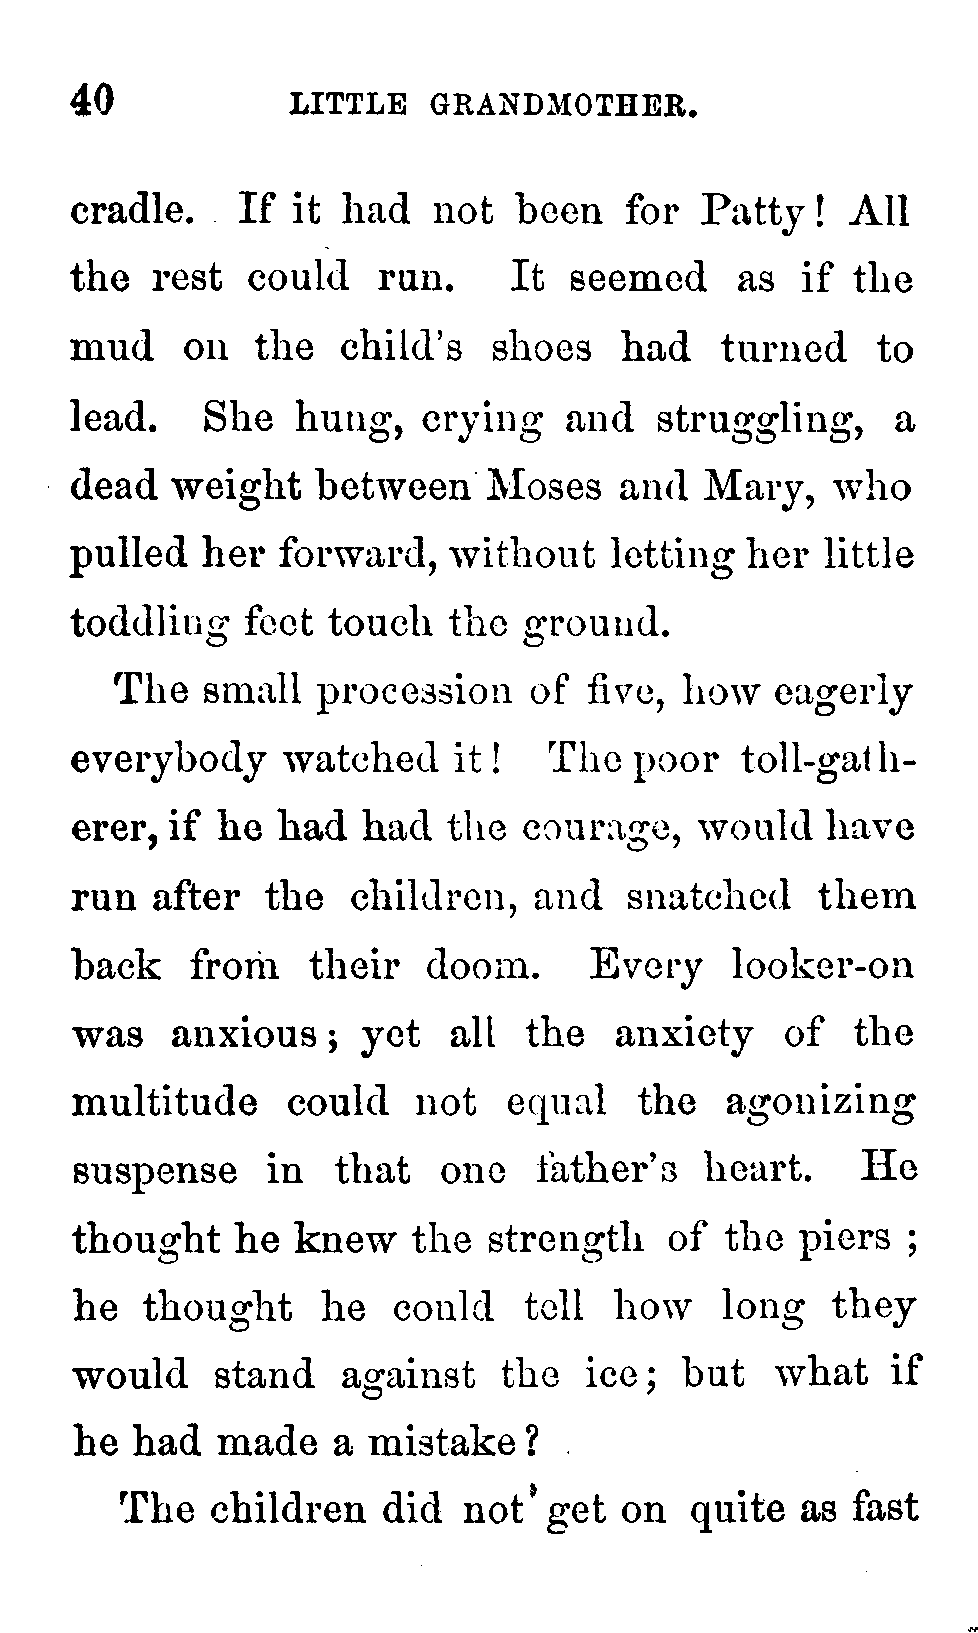 40 LITTLE GRANDMOTHER.
cradle. If it had not been for Patty! All
the rest could run. It seemed as if the
mud on the child's shoes had turned to
lead. She hung, crying and struggling, a
dead weight between Moses and Mary, who
pulled her forward, without letting her little
toddling feet touch the ground.
The small procession of five, how eagerly
everybody watched it! The poor toll-gath-
erer, if he had had the courage, would have
run after the children, and snatched them
back from their doom. Every looker-on
was anxious; yet all the anxiety of the
multitude could not equal the agonizing
suspense in that one father's heart. He
thought he knew the strength of the piers ;
he thought he could tell how long they
would stand against the ice; but what if
he had made a mistake?
The children did not get on quite as fast